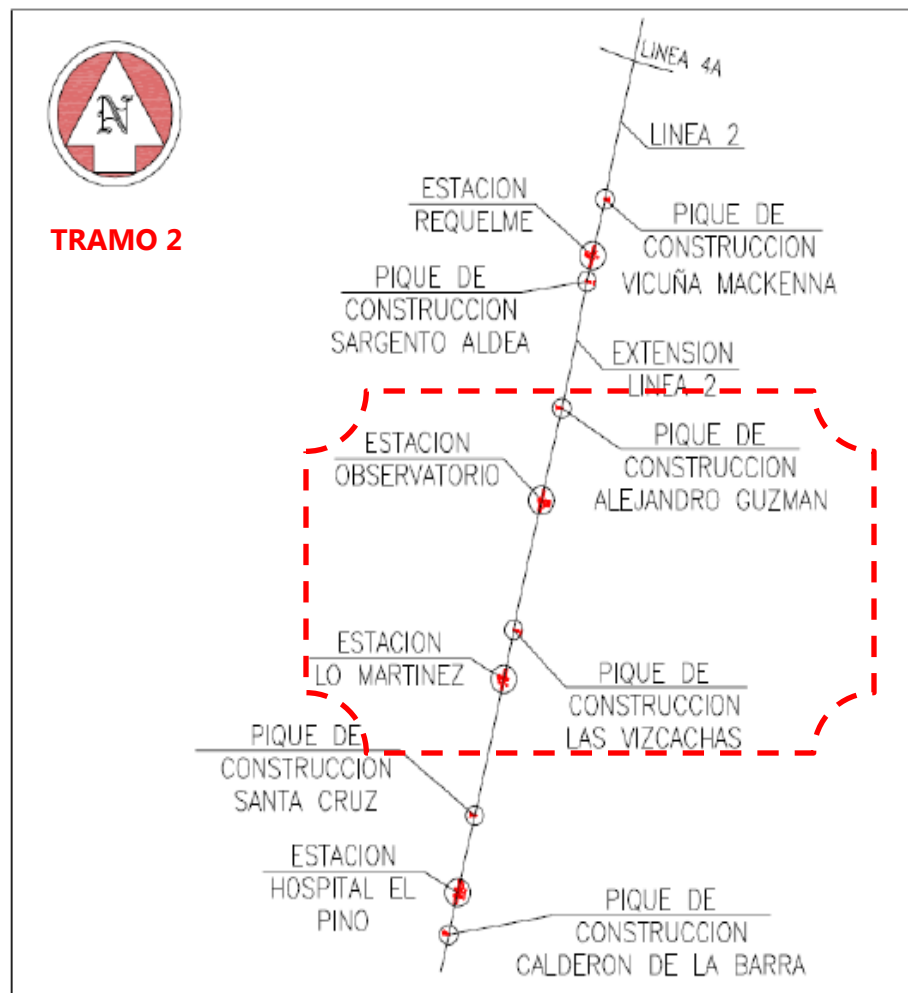 N
TRAMO 2
LINEA 4A
LINEA 2
ESTACION
REQUELME
PIQUE DE
CONSTRUCCION
VICUÑA MACKENNA
PIQUE DE
CONSTRUCCION
SARGENTO ALDEA
EXTENSION
LINEA 2
PIQUE DE
CONSTRUCCION
ALEJANDRO GUZMAN
ESTACION
OBSERVATORIO
ESTACION
LO MARTINEZ
PIQUE DE
CONSTRUCCION
LAS VIZCACHAS
PIQUE DE
CONSTRUCCION
SANTA CRUZ
ESTACION
HOSPITAL EL
PINO
PIQUE DE
CONSTRUCCION
CALDERON DE LA BARRA